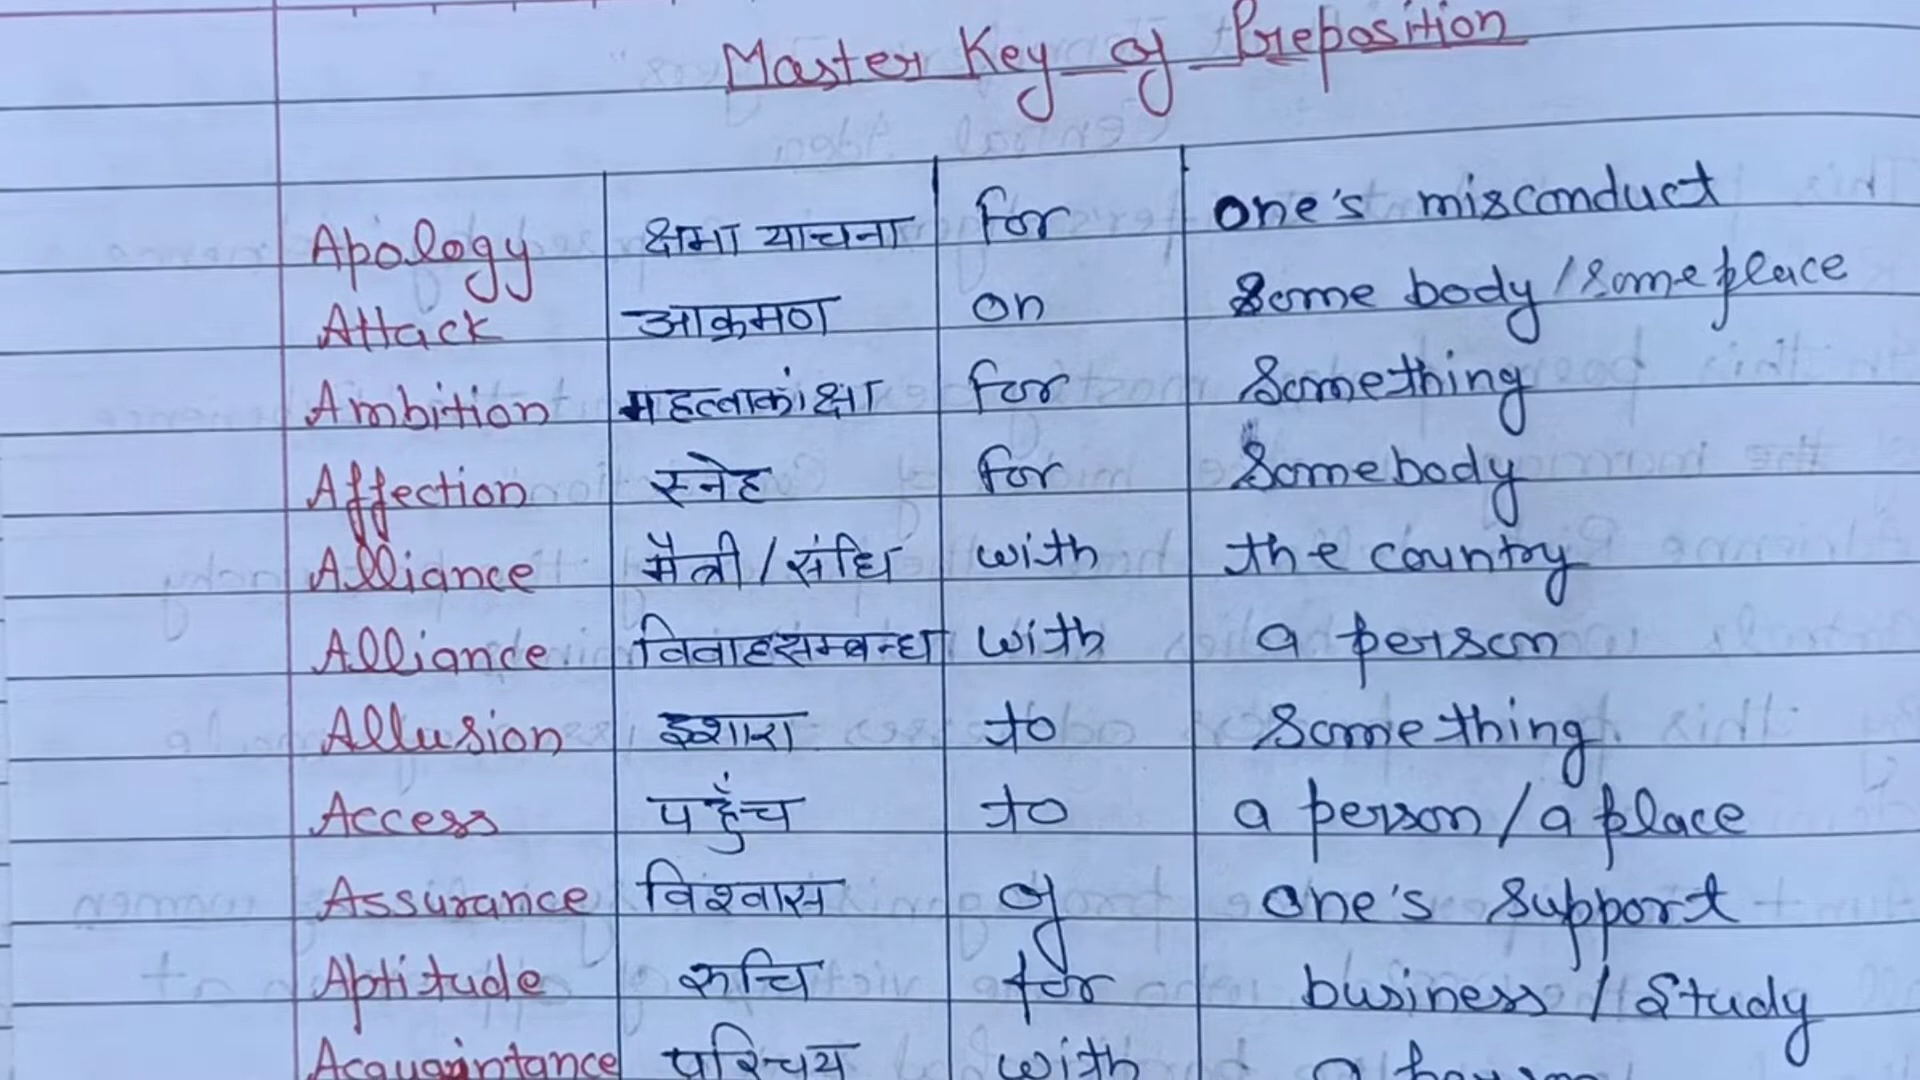 Master Key of Preposition
Apology क्षमा याचना for one's misconduct
Attack आक्रमण on Some body / Some place
Ambition महत्वाकांक्षा for Something
Affection स्नेह for Somebody
Alliance मैत्री / संधि with the country
Alliance विवाहसम्बन्ध with a person
Allusion इशारा to Something
Access पहुँच to a person / a place
Assurance विश्वास of one's support
Aptitude रुचि for business / Study
Acquaintance परिचय with a